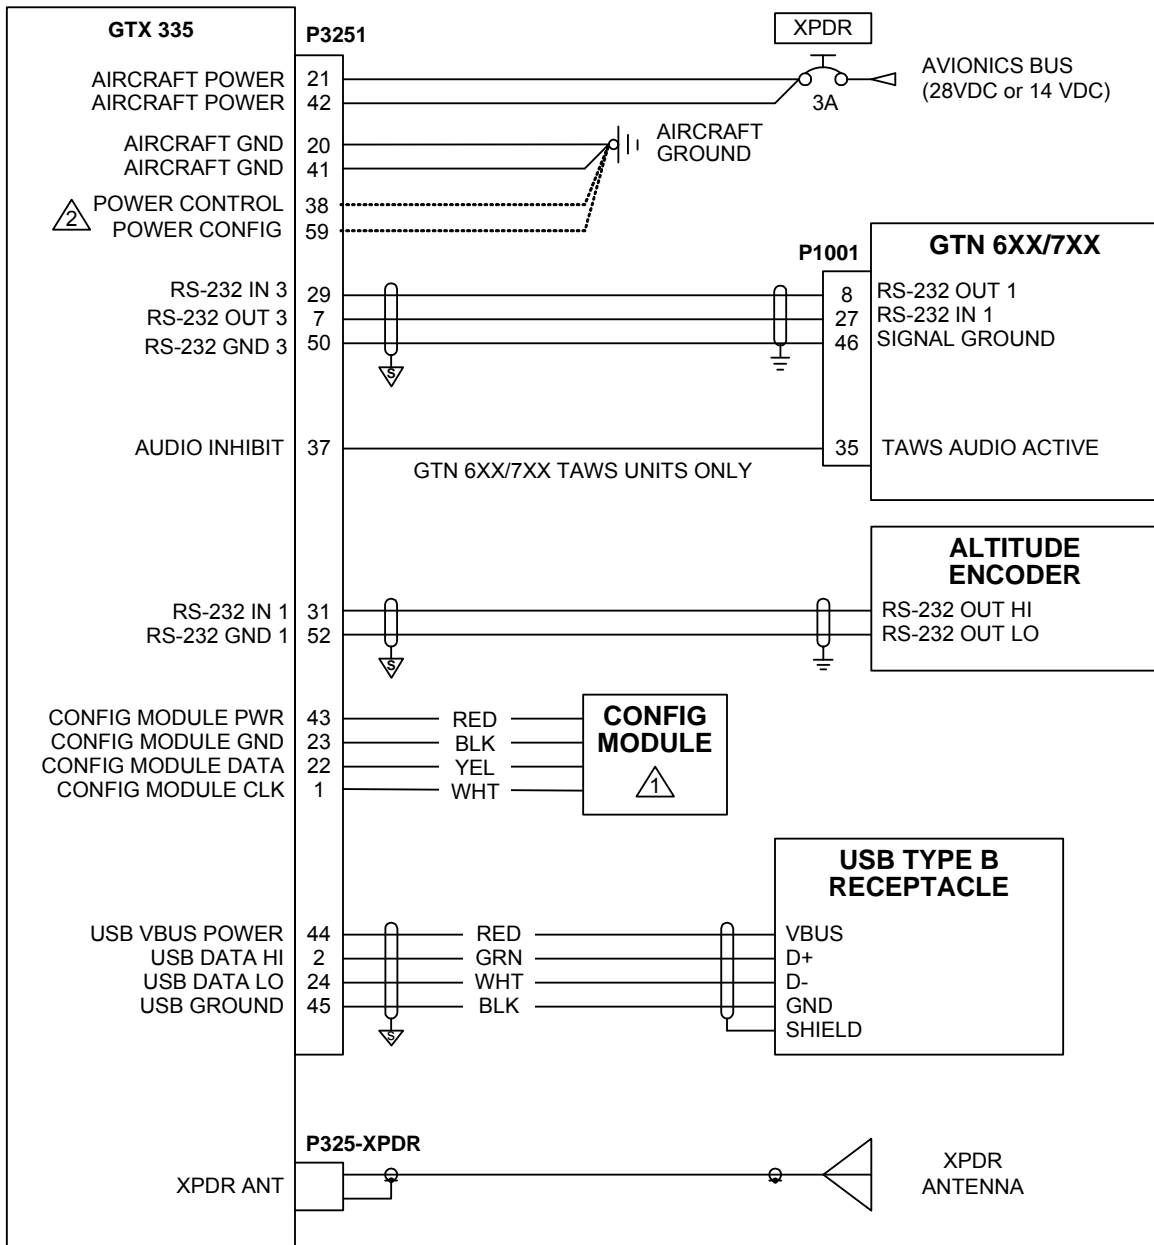 GTX 335
P3251
XPDR
AIRCRAFT POWER 21
AIRCRAFT POWER 42
3A
AVIONICS BUS
(28VDC or 14 VDC)
AIRCRAFT GND 20
AIRCRAFT GND 41
AIRCRAFT
GROUND
2 POWER CONTROL 38
POWER CONFIG 59
P1001
GTN 6XX/7XX
RS-232 IN 3 29 8 RS-232 OUT 1
RS-232 OUT 3 7 27 RS-232 IN 1
RS-232 GND 3 50 46 SIGNAL GROUND
S
AUDIO INHIBIT 37 35 TAWS AUDIO ACTIVE
GTN 6XX/7XX TAWS UNITS ONLY
ALTITUDE
ENCODER
RS-232 IN 1 31 RS-232 OUT HI
RS-232 GND 1 52 RS-232 OUT LO
S
CONFIG MODULE PWR 43 RED
CONFIG MODULE GND 23 BLK
CONFIG MODULE DATA 22 YEL
CONFIG MODULE CLK 1 WHT
CONFIG
MODULE
1
USB TYPE B
RECEPTACLE
USB VBUS POWER 44 RED VBUS
USB DATA HI 2 GRN D+
USB DATA LO 24 WHT D-
USB GROUND 45 BLK GND
S SHIELD
P325-XPDR
XPDR ANT
XPDR
ANTENNA